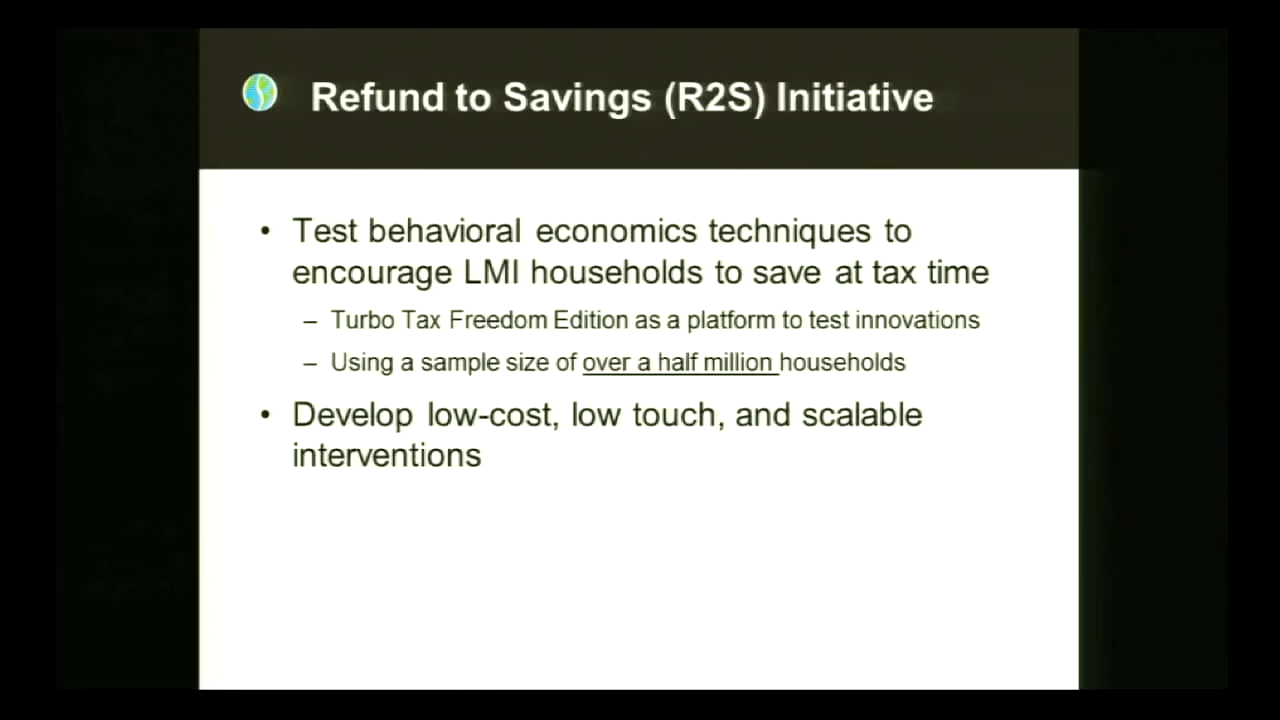 Refund to Savings (R2S) Initiative
• Test behavioral economics techniques to
encourage LMI households to save at tax time
– Turbo Tax Freedom Edition as a platform to test innovations
– Using a sample size of over a half million households
• Develop low-cost, low touch, and scalable
interventions